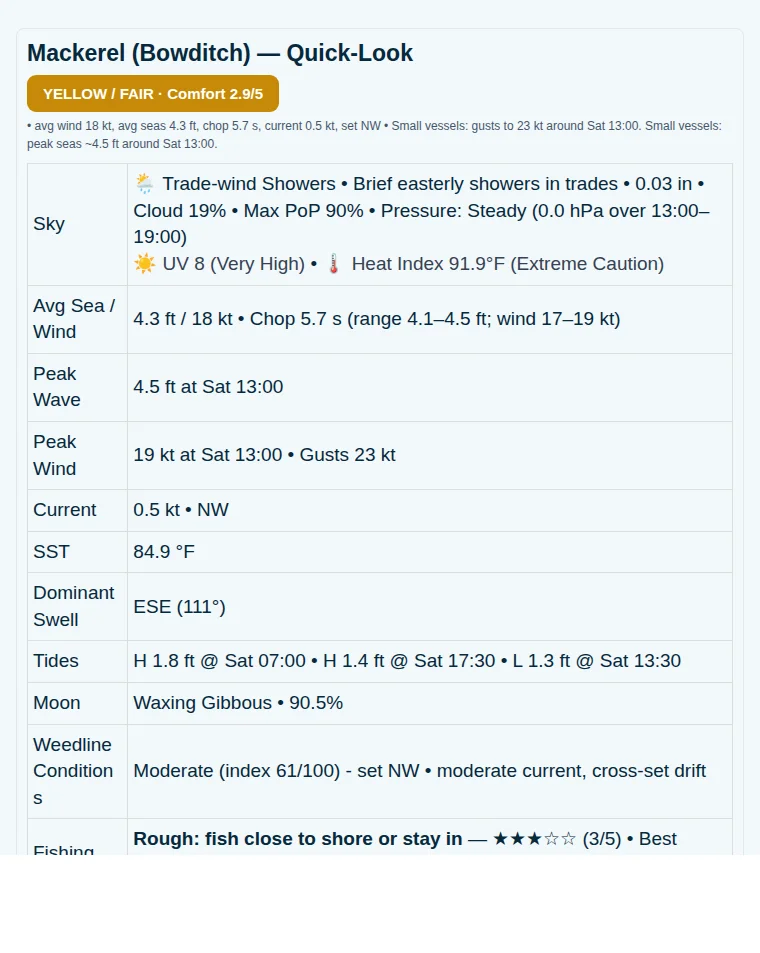 Mackerel (Bowditch) — Quick-Look
YELLOW / FAIR · Comfort 2.9/5
• avg wind 18 kt, avg seas 4.3 ft, chop 5.7 s, current 0.5 kt, set NW • Small vessels: gusts to 23 kt around Sat 13:00. Small vessels:
peak seas ~4.5 ft around Sat 13:00.
Sky
🌦️ Trade-wind Showers • Brief easterly showers in trades • 0.03 in •
Cloud 19% • Max PoP 90% • Pressure: Steady (0.0 hPa over 13:00–
19:00)
☀️ UV 8 (Very High) • 🌡️ Heat Index 91.9°F (Extreme Caution)
Avg Sea /
Wind
4.3 ft / 18 kt • Chop 5.7 s (range 4.1–4.5 ft; wind 17–19 kt)
Peak
Wave
4.5 ft at Sat 13:00
Peak
Wind
19 kt at Sat 13:00 • Gusts 23 kt
Current
0.5 kt • NW
SST
84.9 °F
Dominant
Swell
ESE (111°)
Tides
H 1.8 ft @ Sat 07:00 • H 1.4 ft @ Sat 17:30 • L 1.3 ft @ Sat 13:30
Moon
Waxing Gibbous • 90.5%
Weedline
Condition
s
Moderate (index 61/100) - set NW • moderate current, cross-set drift
Fishing
Rough: fish close to shore or stay in — ★★★☆☆ (3/5) • Best